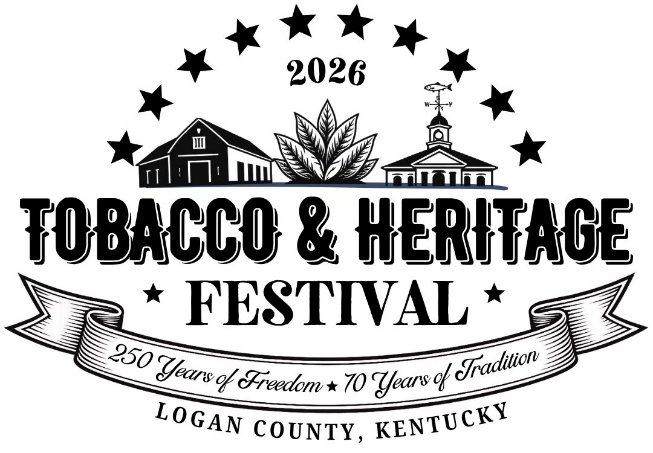 2026
W E
TOBACCO & HERITAGE
FESTIVAL
250 Years of Freedom ★ 70 Years of Tradition
LOGAN COUNTY, KENTUCKY